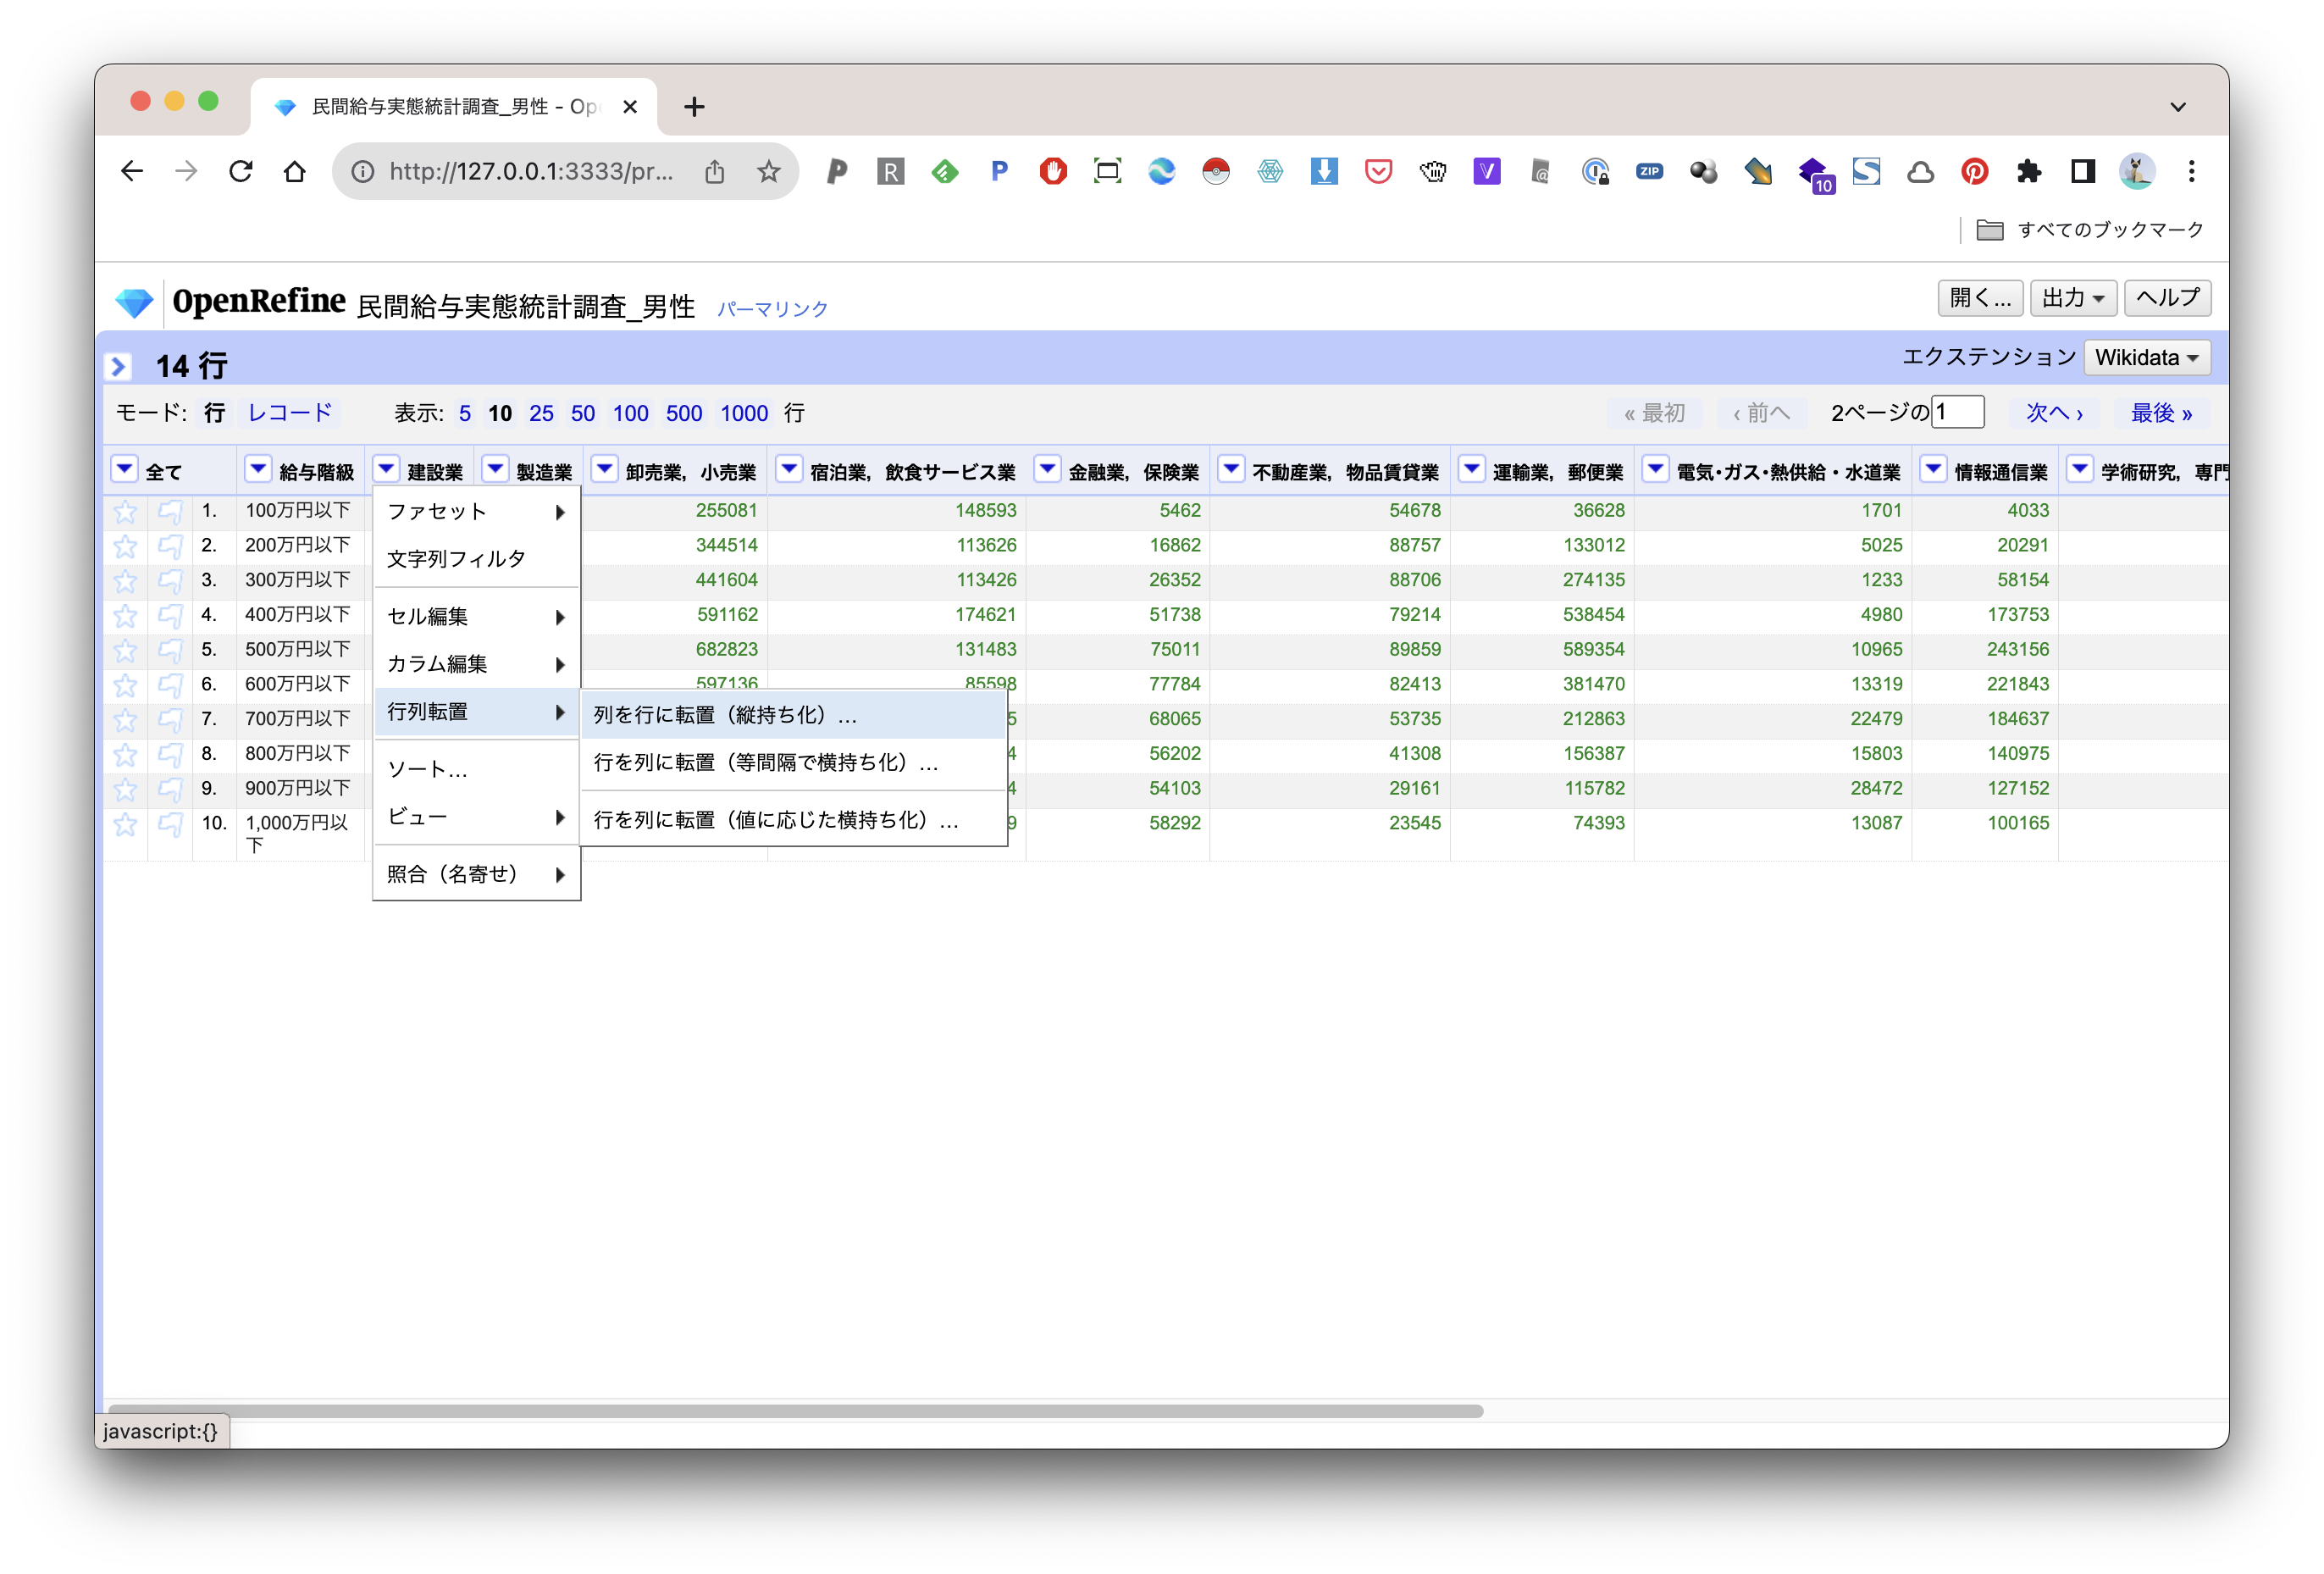 民間給与実態統計調査_男性 - Op
http://127.0.0.1:3333/pr...
P R P V ZIP 10 S
すべてのブックマーク
OpenRefine 民間給与実態統計調査_男性 パーマリンク
開く... 出力 ヘルプ
14 行
エクステンション Wikidata
モード: 行 レコード 表示: 5 10 25 50 100 500 1000 行
« 最初 ‹ 前へ 2ページの 1 次へ › 最後 »
全て 給与階級 建設業 製造業 卸売業，小売業 宿泊業，飲食サービス業 金融業，保険業 不動産業，物品賃貸業 運輸業，郵便業 電気･ガス･熱供給・水道業 情報通信業 学術研究，専門
1. 100万円以下 255081 148593 5462 54678 36628 1701 4033
2. 200万円以下 344514 113626 16862 88757 133012 5025 20291
3. 300万円以下 441604 113426 26352 88706 274135 1233 58154
4. 400万円以下 591162 174621 51738 79214 538454 4980 173753
5. 500万円以下 682823 131483 75011 89859 589354 10965 243156
6. 600万円以下 597136 85598 77784 82413 381470 13319 221843
7. 700万円以下 5 68065 53735 212863 22479 184637
8. 800万円以下 4 56202 41308 156387 15803 140975
9. 900万円以下 4 54103 29161 115782 28472 127152
10. 1,000万円以
下 9 58292 23545 74393 13087 100165
ファセット
文字列フィルタ
セル編集
カラム編集
行列転置
ソート...
ビュー
照合（名寄せ）
列を行に転置（縦持ち化）...
行を列に転置（等間隔で横持ち化）...
行を列に転置（値に応じた横持ち化）...
javascript:{}